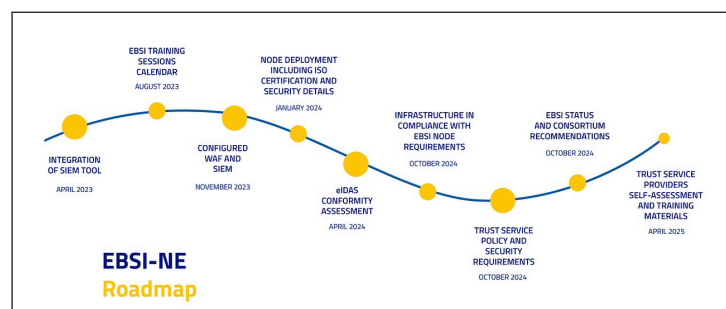 EBSI TRAINING
SESSIONS
CALENDAR
AUGUST 2023
NODE DEPLOYMENT
INCLUDING ISO
CERTIFICATION AND
SECURITY DETAILS
JANUARY 2024
INFRASTRUCTURE IN
COMPLIANCE WITH
EBSI NODE
REQUIREMENTS
OCTOBER 2024
EBSI STATUS
AND CONSORTIUM
RECOMMENDATIONS
OCTOBER 2024
INTEGRATION
OF SIEM TOOL
APRIL 2023
CONFIGURED
WAF AND
SIEM
NOVEMBER 2023
eIDAS
CONFORMITY
ASSESSMENT
APRIL 2024
TRUST SERVICE
POLICY AND
SECURITY
REQUIREMENTS
OCTOBER 2024
TRUST SERVICE
PROVIDERS
SELF-ASSESSMENT
AND TRAINING
MATERIALS
APRIL 2025
EBSI-NE
Roadmap